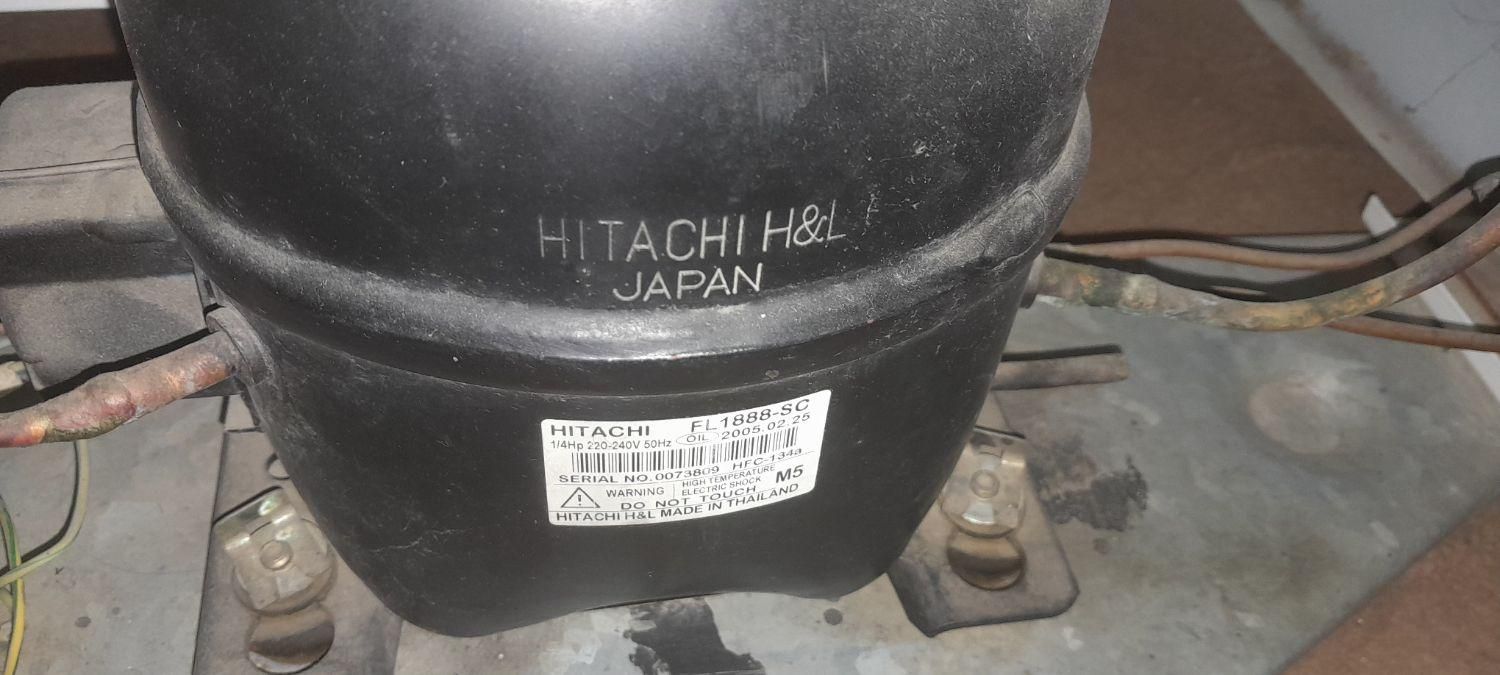 HITACHI H&L
JAPAN
HITACHI FL1888-SC
1/4Hp 220-240V 50Hz OIL 2005.02.25
SERIAL NO.0073809 HFC-134a
WARNING HIGH TEMPERATURE M5
ELECTRIC SHOCK
DO NOT TOUCH
HITACHI H&L MADE IN THAILAND